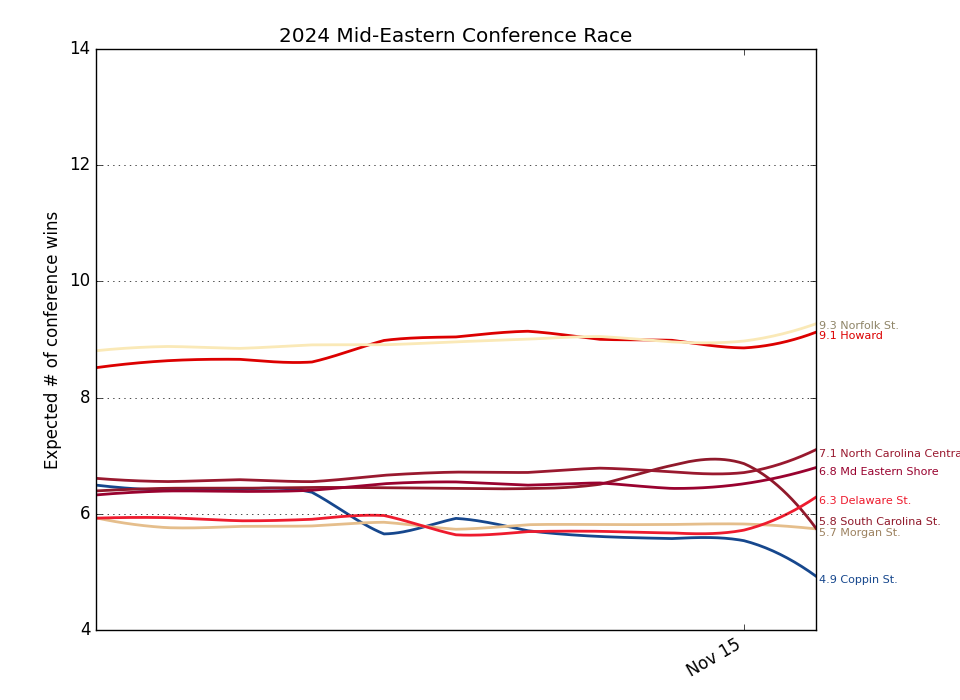 2024 Mid-Eastern Conference Race
Expected # of conference wins
14
12
10
8
6
4
9.3 Norfolk St.
9.1 Howard
7.1 North Carolina Centra
6.8 Md Eastern Shore
6.3 Delaware St.
5.8 South Carolina St.
5.7 Morgan St.
4.9 Coppin St.
Nov 15